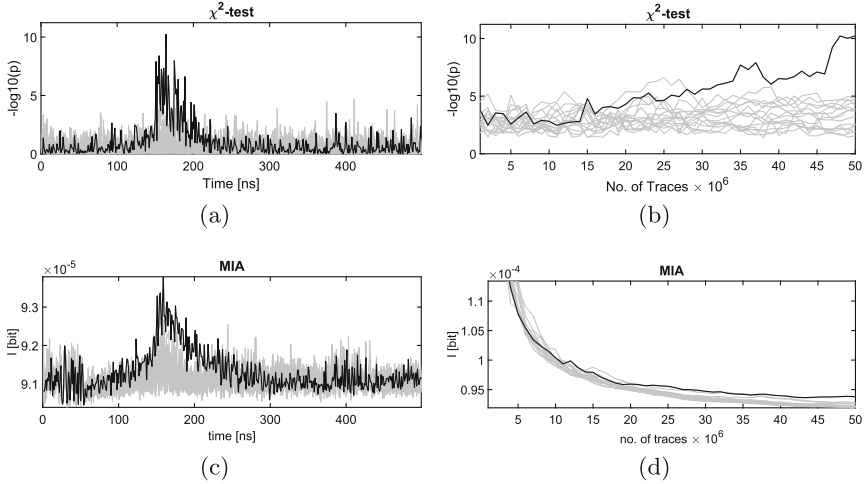 χ²-test
10
5
0
-log10(p)
0 100 200 300 400
Time [ns]
(a)
χ²-test
10
5
0
-log10(p)
5 10 15 20 25 30 35 40 45 50
No. of Traces × 10⁶
(b)
MIA
×10⁻⁵
9.3
9.2
9.1
I [bit]
0 100 200 300 400
time [ns]
(c)
MIA
×10⁻⁴
1.1
1.05
1
0.95
I [bit]
5 10 15 20 25 30 35 40 45 50
no. of traces × 10⁶
(d)